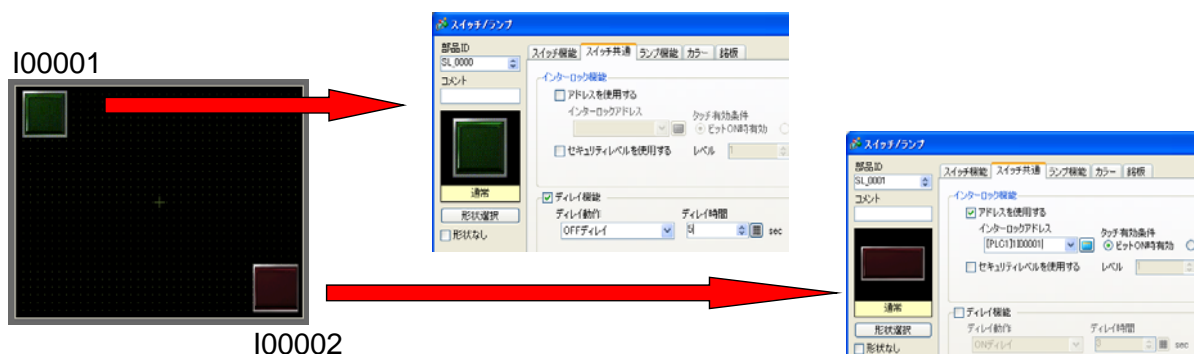 I00001
I00002
スイッチ/ランプ
部品ID
SL_0000
コメント
通常
形状選択
形状なし
スイッチ機能 スイッチ共通 ランプ機能 カラー 銘板
インターロック機能
アドレスを使用する
インターロックアドレス
タッチ有効条件
ビットON時有効
セキュリティレベルを使用する レベル 1
ディレイ機能
ディレイ動作 ディレイ時間
OFFディレイ 5 sec
スイッチ/ランプ
部品ID
SL_0001
コメント
通常
形状選択
形状なし
スイッチ機能 スイッチ共通 ランプ機能 カラー 銘板
インターロック機能
アドレスを使用する
インターロックアドレス
タッチ有効条件
[PLC1]I00001 ビットON時有効
セキュリティレベルを使用する レベル 1
ディレイ機能
ディレイ動作 ディレイ時間
ONディレイ sec